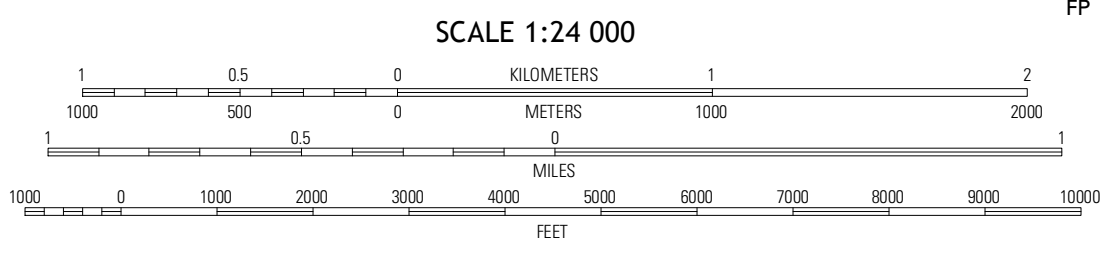 FP
SCALE 1:24 000
1 0.5 0 KILOMETERS 1 2
1000 500 0 METERS 1000 2000
1 0.5 0 1
MILES
1000 0 1000 2000 3000 4000 5000 6000 7000 8000 9000 10000
FEET